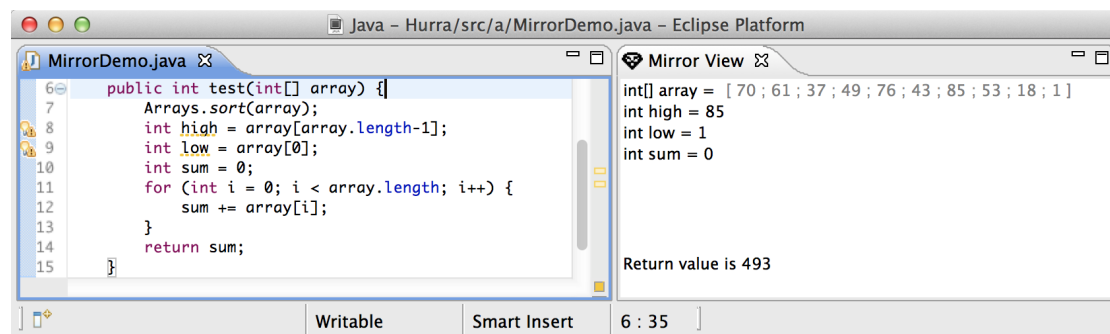 Java – Hurra/src/a/MirrorDemo.java – Eclipse Platform
MirrorDemo.java
6 public int test(int[] array) {
7 Arrays.sort(array);
8 int high = array[array.length-1];
9 int low = array[0];
10 int sum = 0;
11 for (int i = 0; i < array.length; i++) {
12 sum += array[i];
13 }
14 return sum;
15 }
Mirror View
int[] array = [ 70 ; 61 ; 37 ; 49 ; 76 ; 43 ; 85 ; 53 ; 18 ; 1 ]
int high = 85
int low = 1
int sum = 0
Return value is 493
Writable Smart Insert 6 : 35